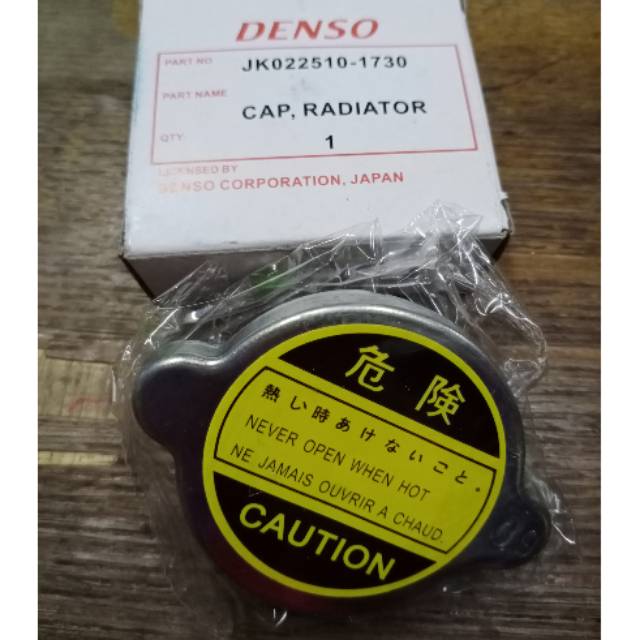 DENSO
PART NO JK022510-1730
PART NAME CAP, RADIATOR
QTY. 1
LICENSED BY
DENSO CORPORATION, JAPAN
危険
熱い時あけないこと。
NEVER OPEN WHEN HOT
NE JAMAIS OUVRIR A CHAUD.
CAUTION